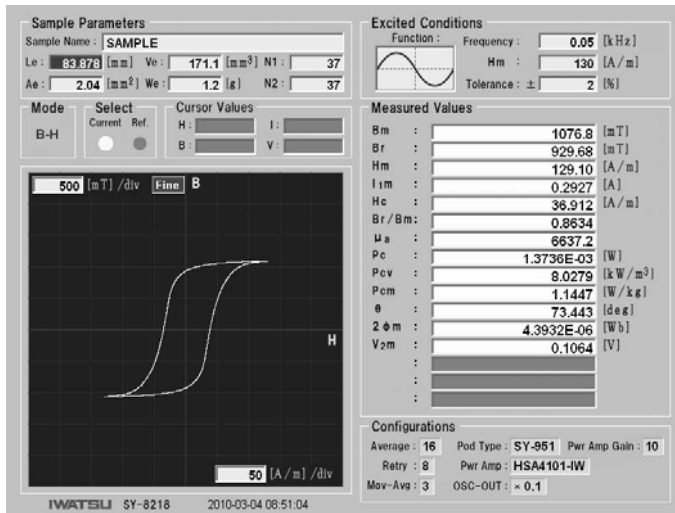 Sample Parameters
Sample Name : SAMPLE
Le : 83.878 [mm] Ve : 171.1 [mm³] N1 : 37
Ae : 2.04 [mm²] We : 1.2 [g] N2 : 37
Excited Conditions
Function : Frequency : 0.05 [kHz]
Hm : 130 [A/m]
Tolerance : ± 2 [%]
Mode Select Cursor Values
B-H Current Ref. H : I :
B : V :
500 [mT] /div Fine B
H
50 [A/m] /div
Measured Values
Bm : 1076.8 [mT]
Br : 929.68 [mT]
Hm : 129.10 [A/m]
I1m : 0.2927 [A]
Hc : 36.912 [A/m]
Br/Bm: 0.8634
μa : 6637.2
Pc : 1.3736E-03 [W]
Pcv : 8.0279 [kW/m³]
Pcm : 1.1447 [W/kg]
θ : 73.443 [deg]
2φm : 4.3932E-06 [Wb]
V2m : 0.1064 [V]
:
:
:
Configurations
Average : 16 Pod Type : SY-951 Pwr Amp Gain : 10
Retry : 8 Pwr Amp : HSA4101-IW
Mov-Avg : 3 OSC-OUT : × 0.1
IWATSU SY-8218 2010-03-04 08:51:04